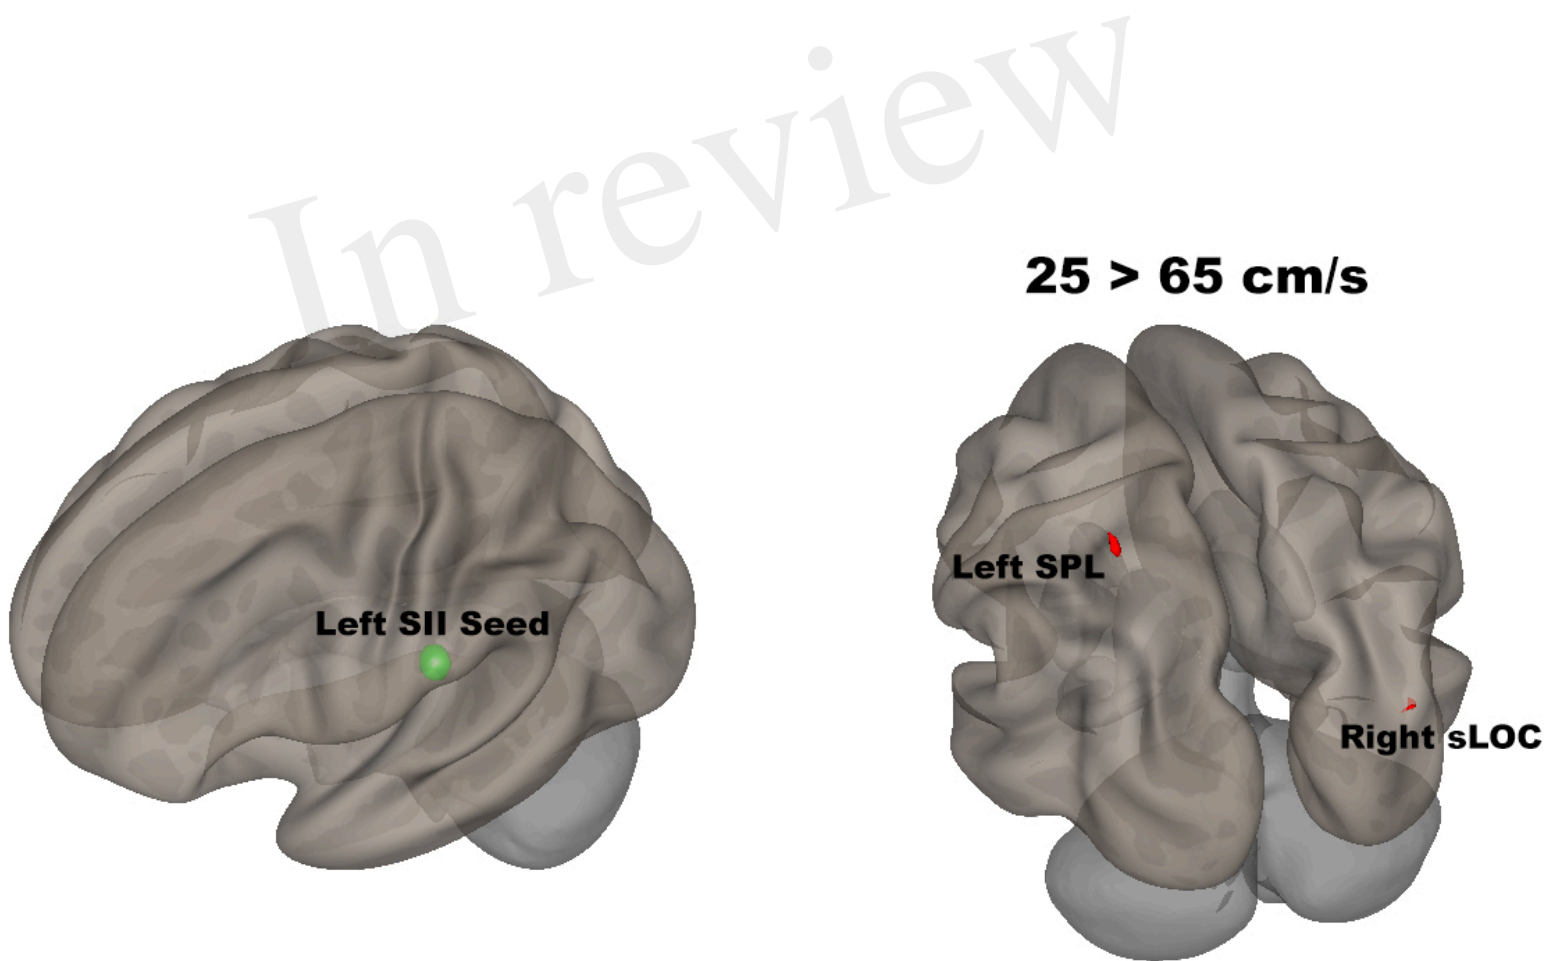 In review
25 > 65 cm/s
Left SPL
Left SII Seed
Right sLOC